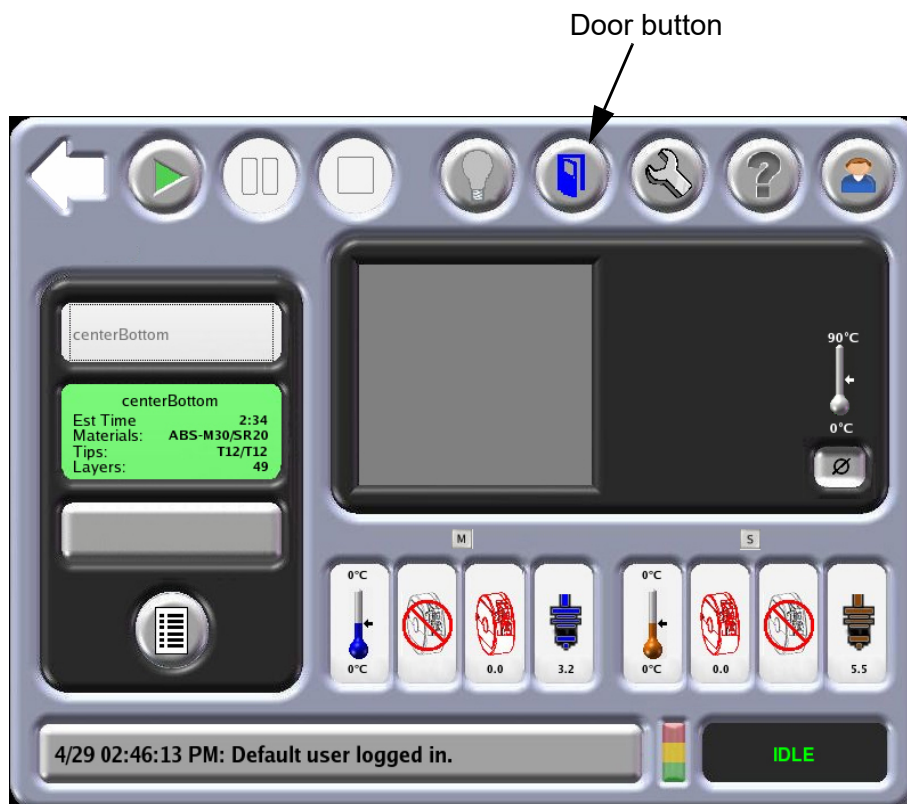 Door button
centerBottom
centerBottom
Est Time 2:34
Materials: ABS-M30/SR20
Tips: T12/T12
Layers: 49
90°C
0°C
Ø
M
S
0°C
0°C
0.0
3.2
0°C
0°C
0.0
5.5
4/29 02:46:13 PM: Default user logged in.
IDLE